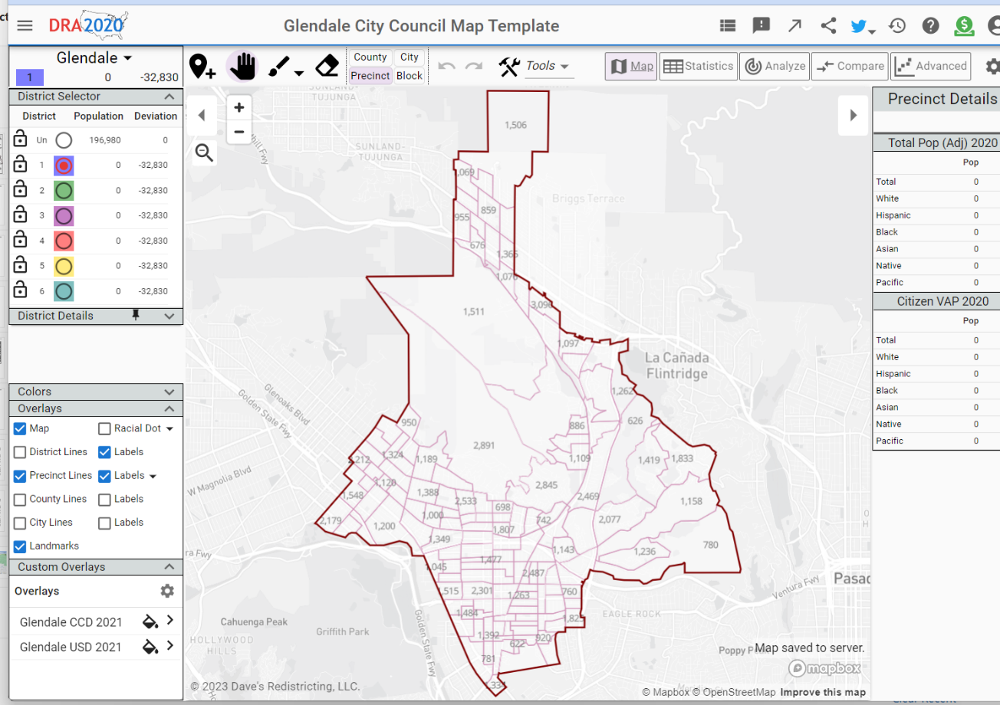 DRA2020
Glendale City Council Map Template
Glendale
1 0 -32,830
County City
Precinct Block
Tools
Map
Statistics
Analyze
Compare
Advanced
District Selector
District Population Deviation
Un 196,980 0
1 0 -32,830
2 0 -32,830
3 0 -32,830
4 0 -32,830
5 0 -32,830
6 0 -32,830
District Details
Colors
Overlays
Map Racial Dot
District Lines Labels
Precinct Lines Labels
County Lines Labels
City Lines Labels
Landmarks
Custom Overlays
Overlays
Glendale CCD 2021
Glendale USD 2021
+
−
TUJUNGA
SUNLAND-
TUJUNGA
hill Fwy
Briggs Terrace
La Cañada
Flintridge
Glenoaks Blvd
Golden State Fwy
W Magnolia Blvd
ra Fwy
Cahuenga Peak
HOLLYWOOD
HILLS
Griffith Park
Golden State Fwy
EAGLE ROCK
Ventura Fwy
Pasad
Poppy P
1,506
,069
859
955
676
1,365
1,511
3,096
1,097
1,262
626
950
886
2,891
1,324
1,189
1,109
1,419
1,833
1,120
2,845
1,548
1,388
2,533
698
2,469
1,158
2,179
1,200
1,000
742
2,077
1,807
1,349
1,143
1,236
780
1,477
,045
2,487
,515
2,301
1,263
760
1,484
1,392
622
920
781
Map saved to server.
mapbox
© 2023 Dave's Redistricting, LLC.
© Mapbox © OpenStreetMap Improve this map
Precinct Details
Total Pop (Adj) 2020
Pop
Total 0
White 0
Hispanic 0
Black 0
Asian 0
Native 0
Pacific 0
Citizen VAP 2020
Pop
Total 0
White 0
Hispanic 0
Black 0
Asian 0
Native 0
Pacific 0